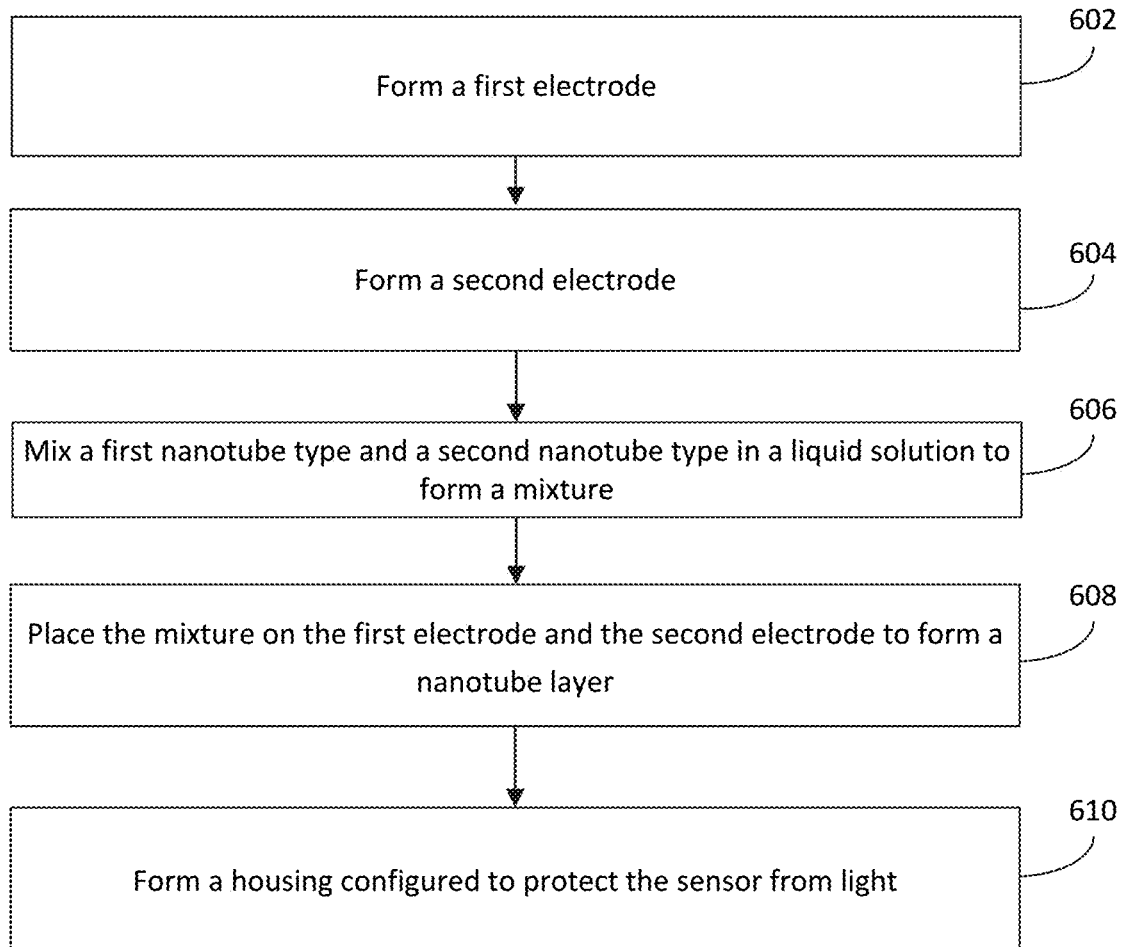 602
Form a first electrode
604
Form a second electrode
606
Mix a first nanotube type and a second nanotube type in a liquid solution to
form a mixture
608
Place the mixture on the first electrode and the second electrode to form a
nanotube layer
610
Form a housing configured to protect the sensor from light